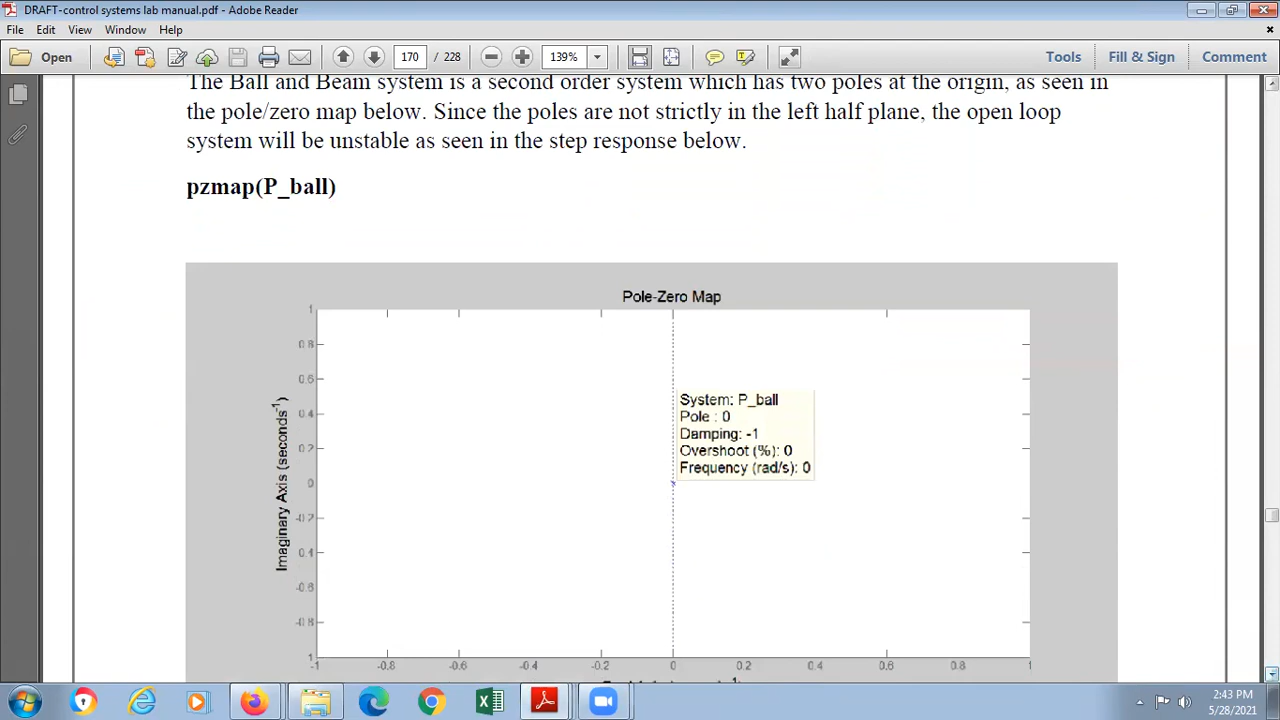 DRAFT-control systems lab manual.pdf - Adobe Reader
File Edit View Window Help
Open 170 / 228 139% Tools Fill & Sign Comment
The Ball and Beam system is a second order system which has two poles at the origin, as seen in
the pole/zero map below. Since the poles are not strictly in the left half plane, the open loop
system will be unstable as seen in the step response below.
pzmap(P_ball)
Pole-Zero Map
1
0.8
0.6
0.4
0.2
0
-0.2
0.4
-0.6
-0.8
1
Imaginary Axis (seconds-1)
System: P_ball
Pole : 0
Damping: -1
Overshoot (%): 0
Frequency (rad/s): 0
-1 -0.8 -0.6 -0.4 -0.2 0 0.2 0.4 0.6 0.8 1
2:43 PM
5/28/2021